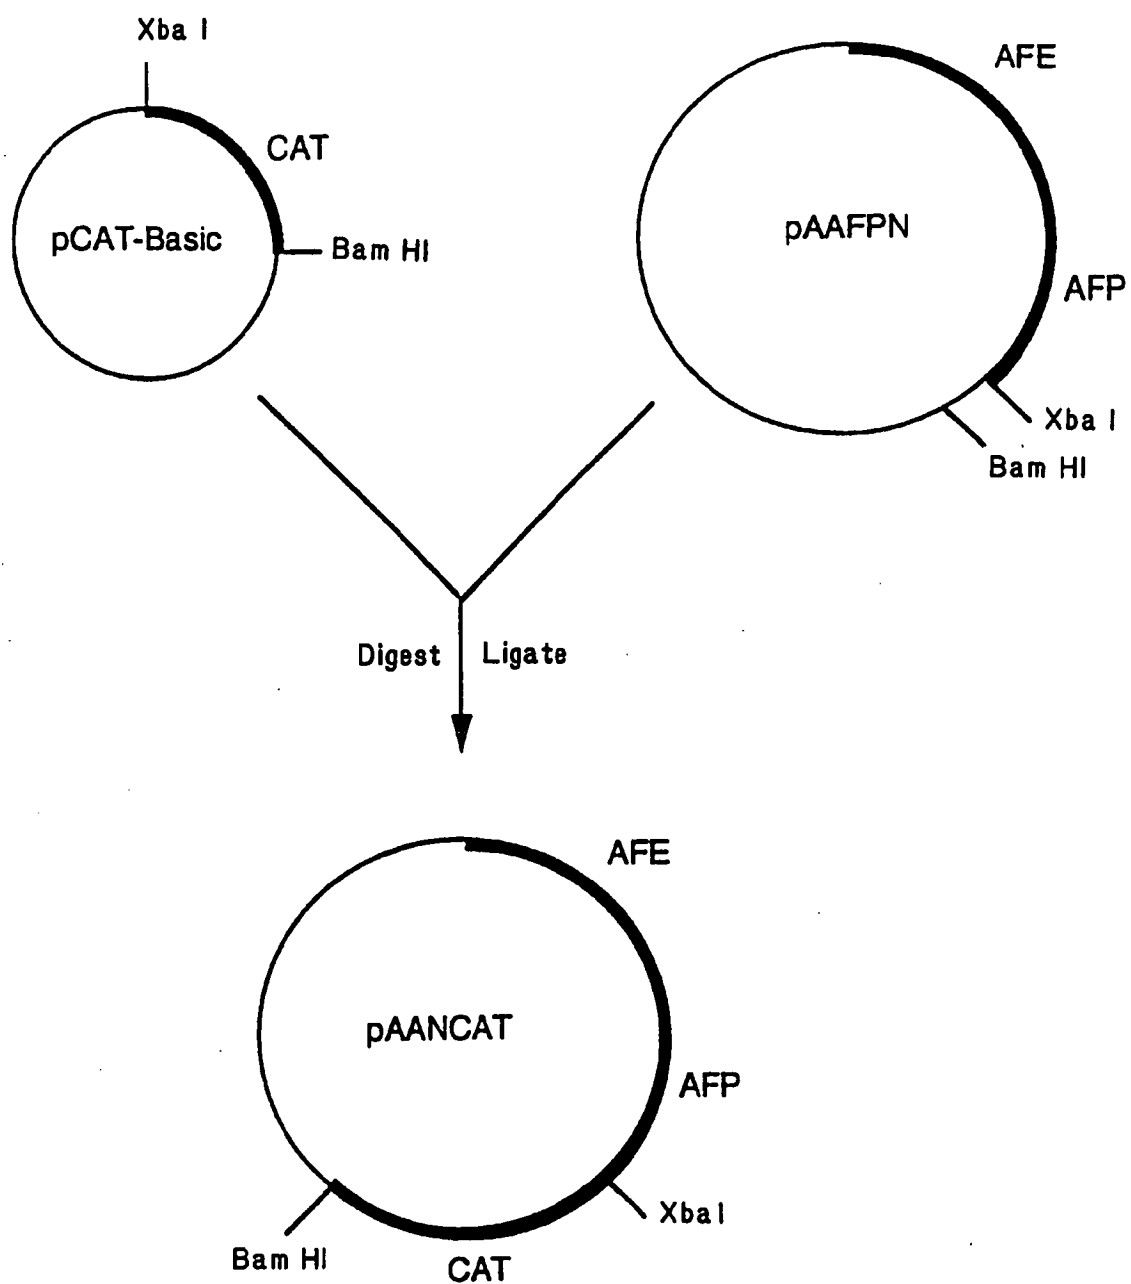 Xba I
CAT
pCAT-Basic
Bam HI
AFE
pAAFPN
AFP
Xba I
Bam HI
Digest
Ligate
AFE
pAANCAT
AFP
XbaI
Bam HI
CAT